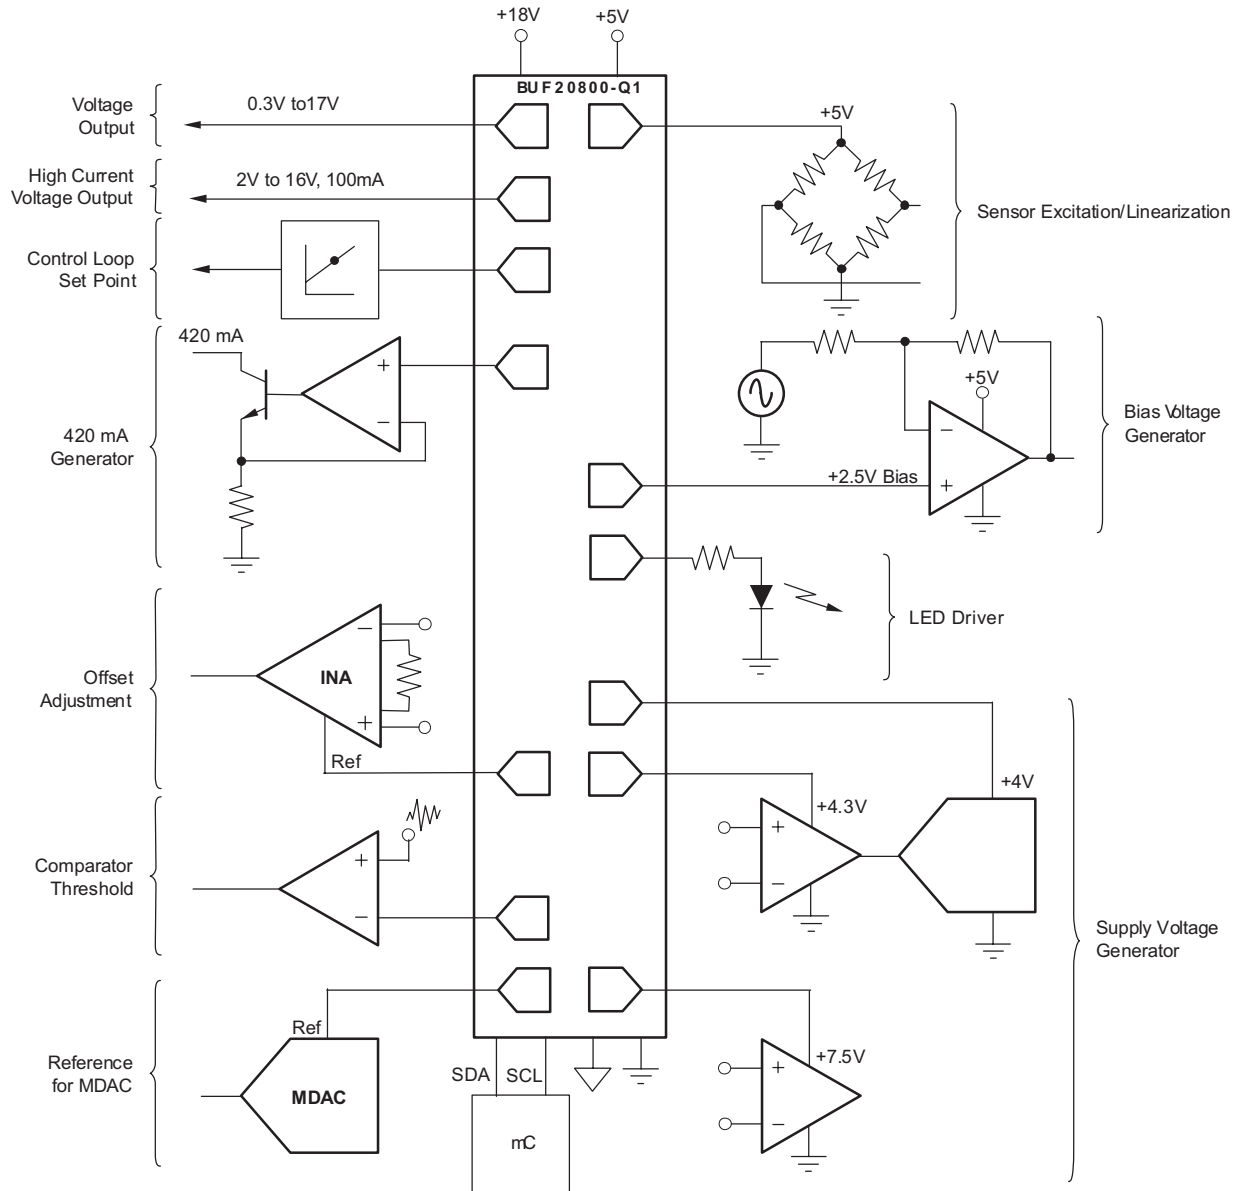 +18V
+5V
BUF20800-Q1
Voltage
Output
0.3V to17V
High Current
Voltage Output
2V to 16V, 100mA
Control Loop
Set Point
420 mA
+
−
420 mA
Generator
Offset
Adjustment
−
INA
+
Ref
Comparator
Threshold
+
−
Reference
for MDAC
Ref
MDAC
SDA
SCL
mC
+5V
Sensor Excitation/Linearization
+5V
−
+2.5V Bias
+
Bias Voltage
Generator
LED Driver
+4V
+4.3V
+
−
Supply Voltage
Generator
+7.5V
+
−